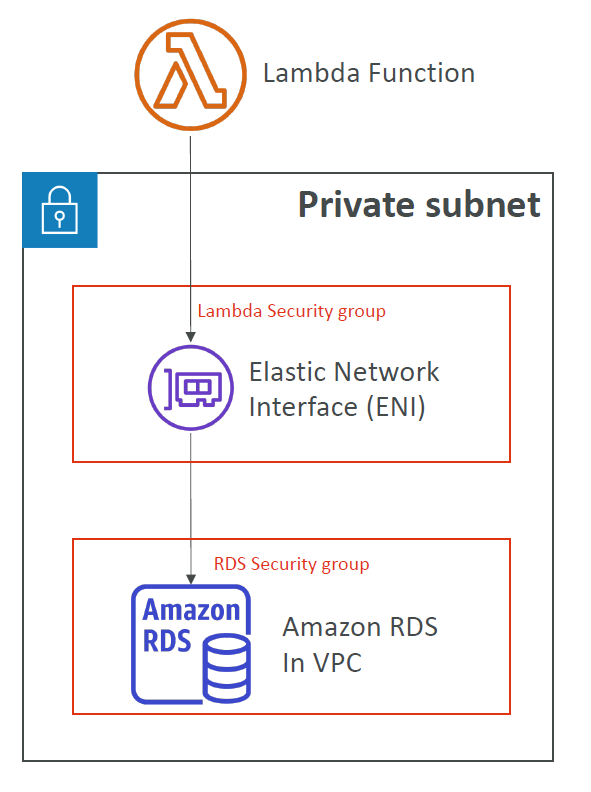 Lambda Function
Private subnet
Lambda Security group
Elastic Network
Interface (ENI)
RDS Security group
Amazon
RDS
Amazon RDS
In VPC